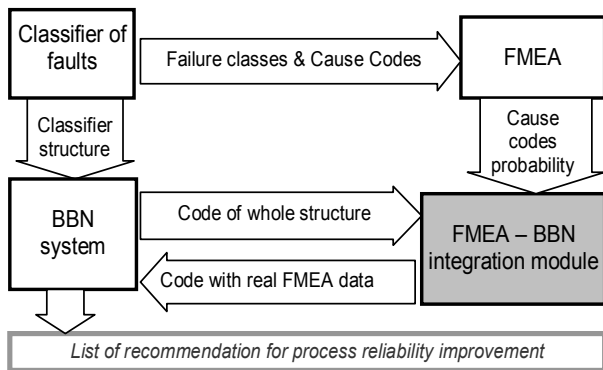 Classifier of
faults
Failure classes & Cause Codes
FMEA
Classifier
structure
Cause
codes
probability
BBN
system
Code of whole structure
FMEA – BBN
integration module
Code with real FMEA data
List of recommendation for process reliability improvement